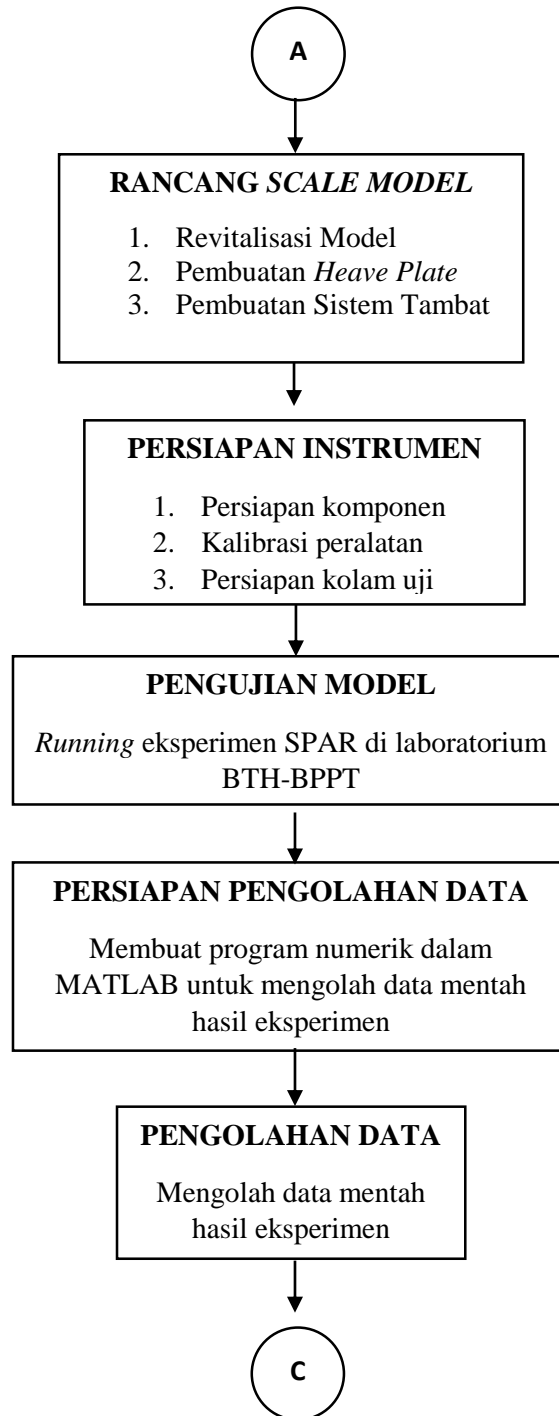 A
RANCANG SCALE MODEL
1. Revitalisasi Model
2. Pembuatan Heave Plate
3. Pembuatan Sistem Tambat
PERSIAPAN INSTRUMEN
1. Persiapan komponen
2. Kalibrasi peralatan
3. Persiapan kolam uji
PENGUJIAN MODEL
Running eksperimen SPAR di laboratorium
BTH-BPPT
PERSIAPAN PENGOLAHAN DATA
Membuat program numerik dalam
MATLAB untuk mengolah data mentah
hasil eksperimen
PENGOLAHAN DATA
Mengolah data mentah
hasil eksperimen
C